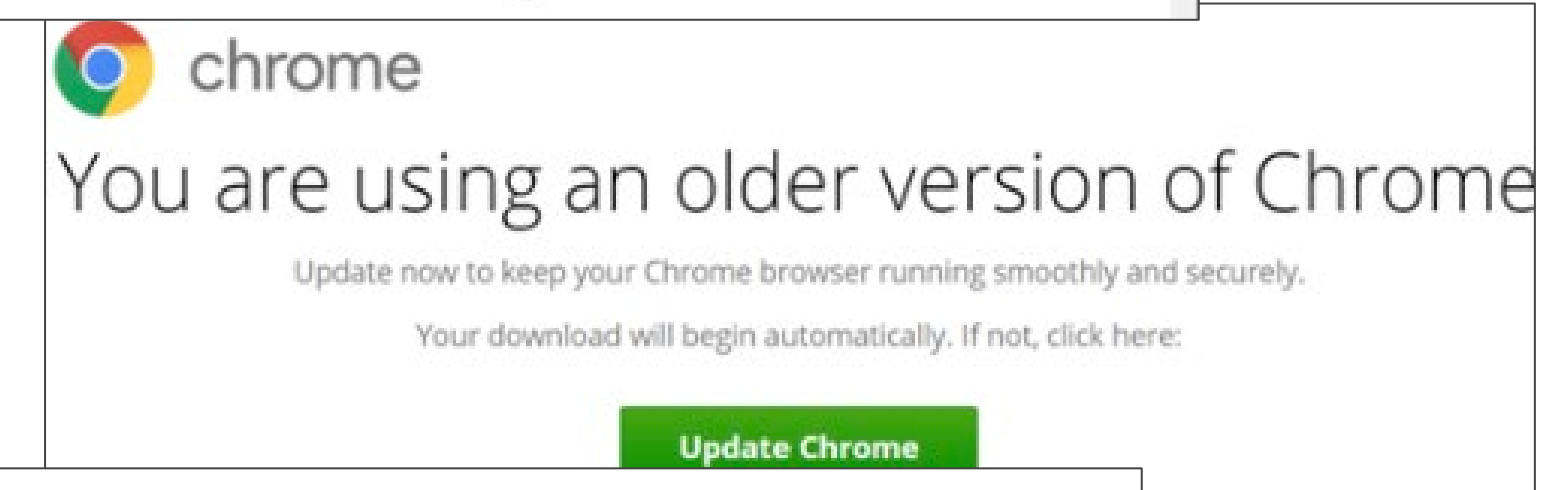 chrome
You are using an older version of Chrome
Update now to keep your Chrome browser running smoothly and securely.
Your download will begin automatically. If not, click here:
Update Chrome